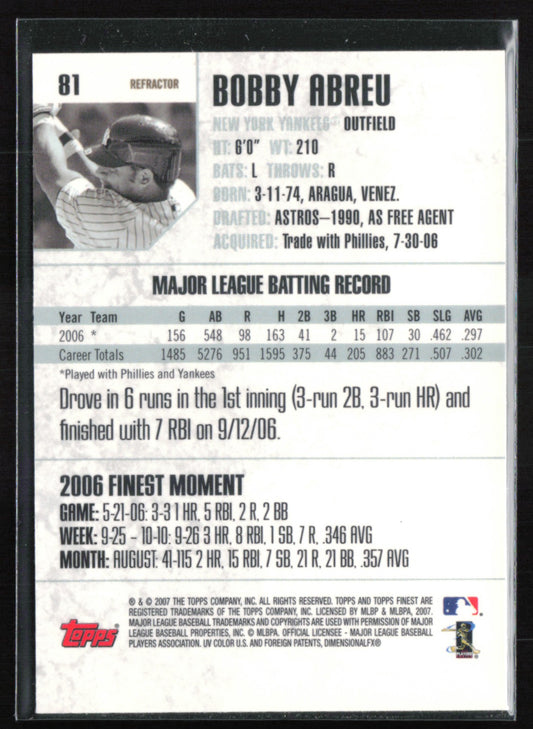 81
REFRACTOR
BOBBY ABREU
NEW YORK YANKEES® OUTFIELD
HT: 6'0" WT: 210
BATS: L THROWS: R
BORN: 3-11-74, ARAGUA, VENEZ.
DRAFTED: ASTROS—1990, AS FREE AGENT
ACQUIRED: Trade with Phillies, 7-30-06
MAJOR LEAGUE BATTING RECORD
Year Team G AB R H 2B 3B HR RBI SB SLG AVG
2006 * 156 548 98 163 41 2 15 107 30 .462 .297
Career Totals 1485 5276 951 1595 375 44 205 883 271 .507 .302
*Played with Phillies and Yankees
Drove in 6 runs in the 1st inning (3-run 2B, 3-run HR) and
finished with 7 RBI on 9/12/06.
2006 FINEST MOMENT
GAME: 5-21-06: 3-3 1 HR, 5 RBI, 2 R, 2 BB
WEEK: 9-25 – 10-10: 9-26 3 HR, 8 RBI, 1 SB, 7 R, .346 AVG
MONTH: AUGUST: 41-115 2 HR, 15 RBI, 7 SB, 21 R, 21 BB, .357 AVG
® & © 2007 THE TOPPS COMPANY, INC. ALL RIGHTS RESERVED. TOPPS AND TOPPS FINEST ARE
REGISTERED TRADEMARKS OF THE TOPPS COMPANY, INC. LICENSED BY MLBP & MLBPA, 2007.
MAJOR LEAGUE BASEBALL TRADEMARKS AND COPYRIGHTS ARE USED WITH PERMISSION OF MAJOR
LEAGUE BASEBALL PROPERTIES, INC. © MLBPA. OFFICIAL LICENSEE - MAJOR LEAGUE BASEBALL
PLAYERS ASSOCIATION. UV COLOR U.S. AND FOREIGN PATENTS, DIMENSIONALFX®
Topps